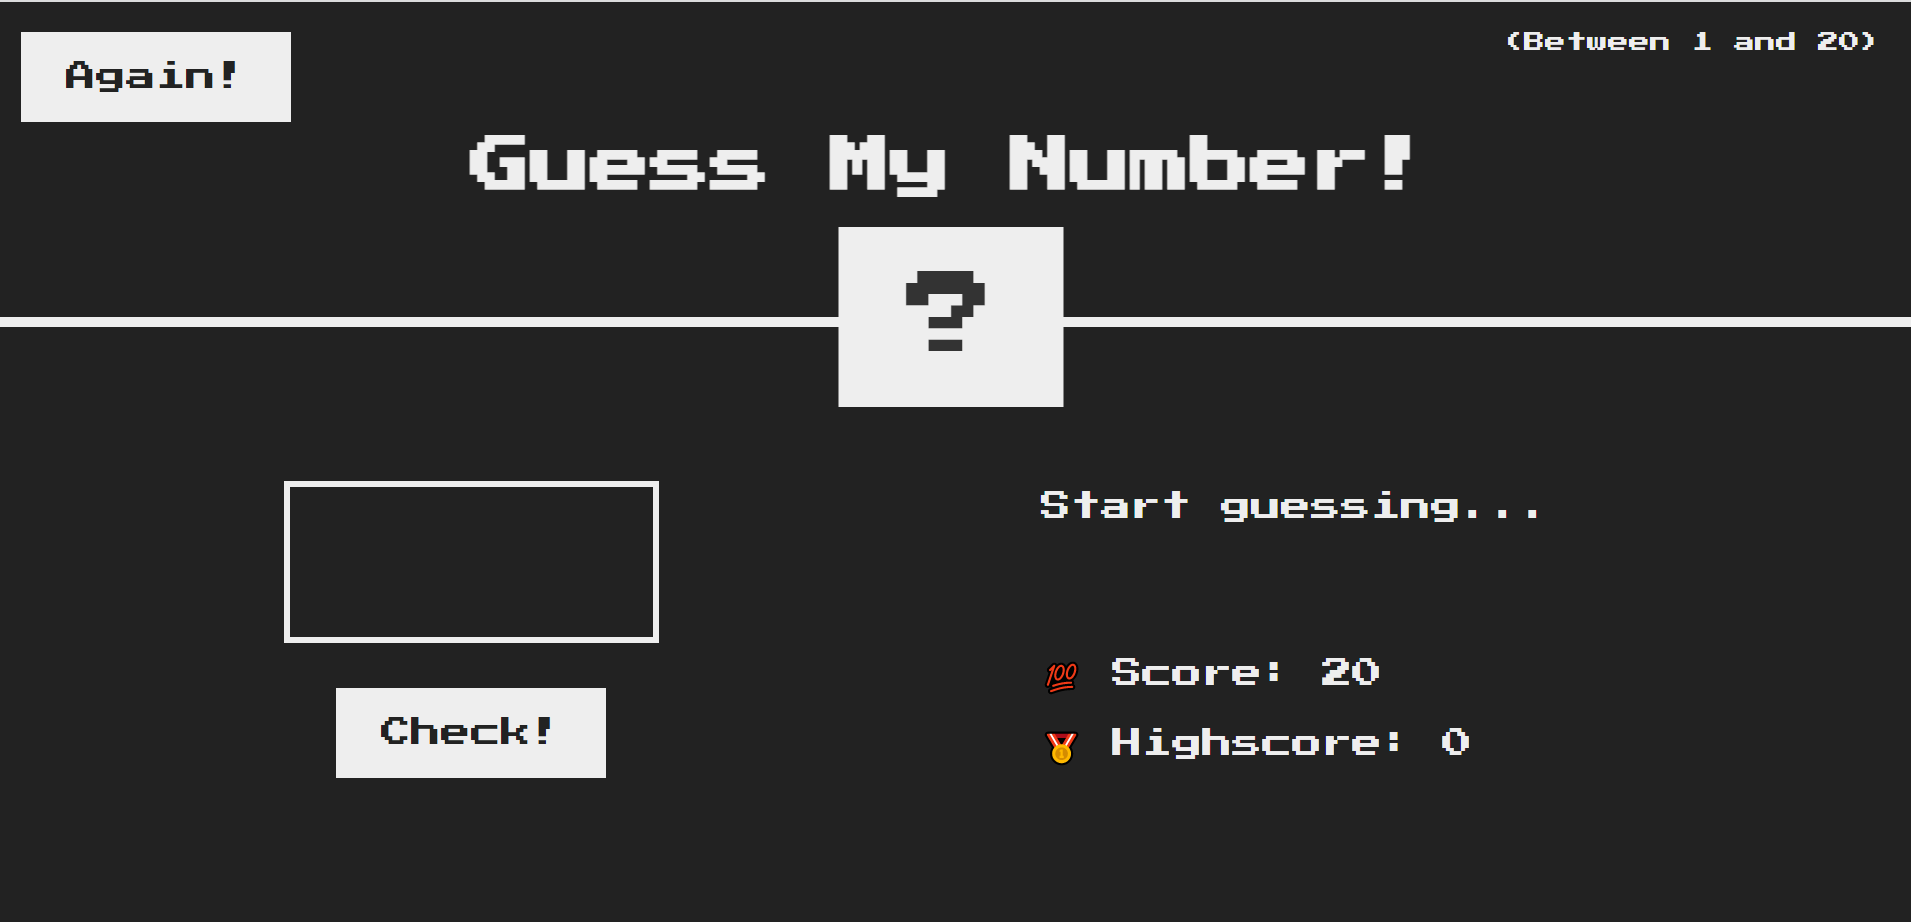 Again!
(Between 1 and 20)
Guess My Number!
?
Start guessing...
💯 Score: 20
🥇 Highscore: 0
Check!